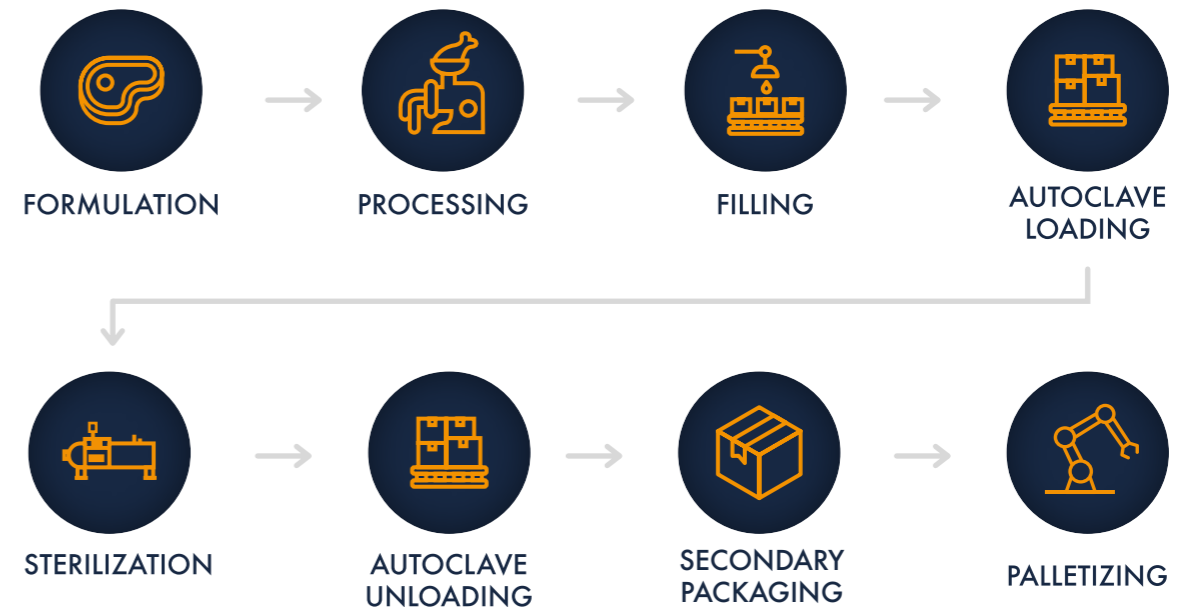 FORMULATION
PROCESSING
FILLING
AUTOCLAVE
LOADING
STERILIZATION
AUTOCLAVE
UNLOADING
SECONDARY
PACKAGING
PALLETIZING